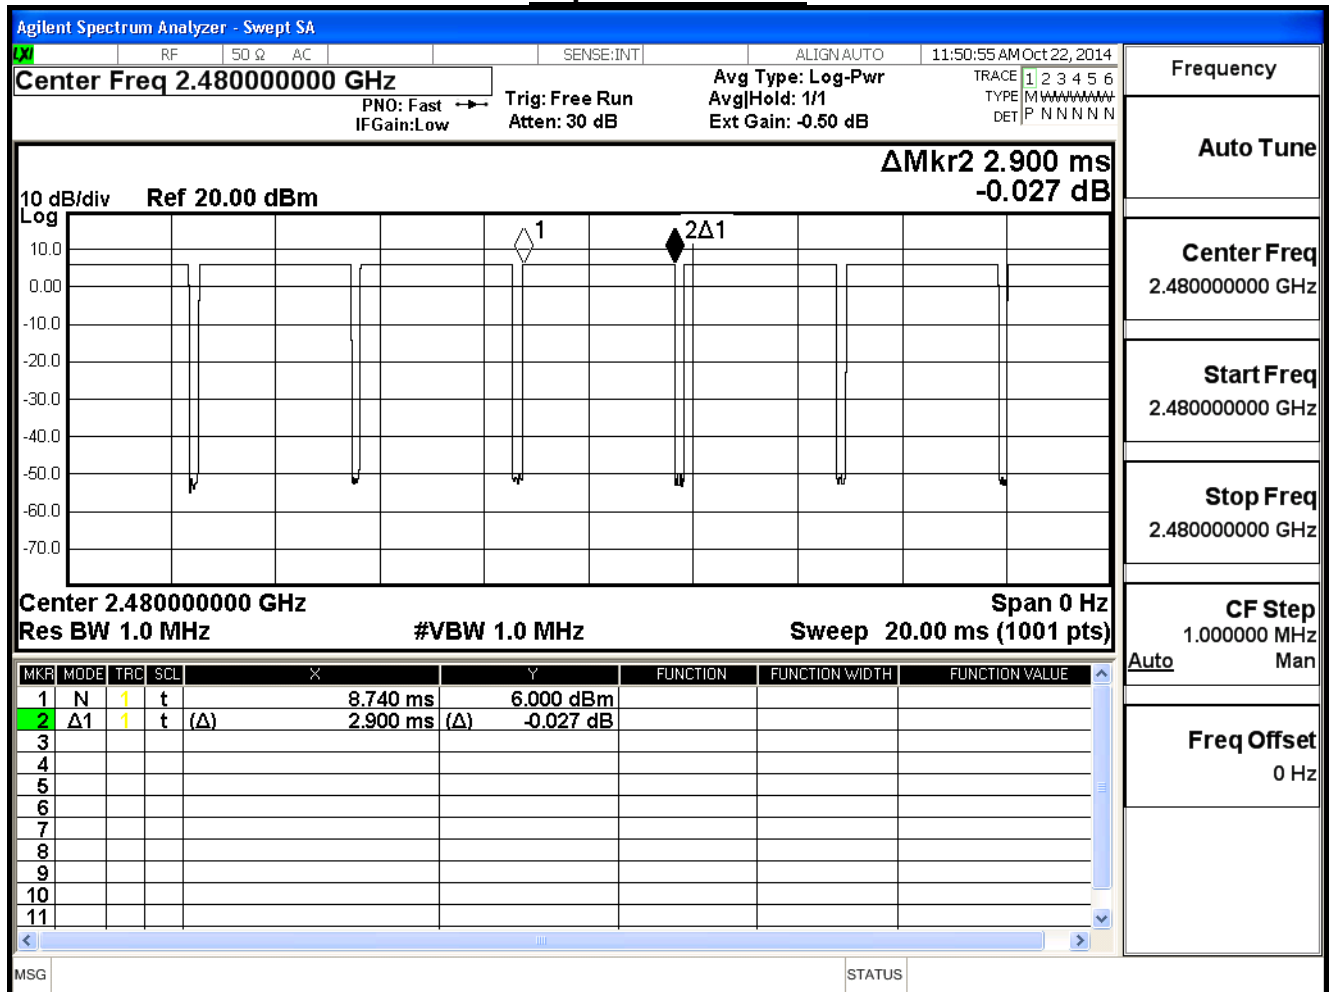 Agilent Spectrum Analyzer - Swept SA
LXI RF 50 Ω AC SENSE:INT ALIGN AUTO 11:50:55 AM Oct 22, 2014
Center Freq 2.480000000 GHz
PNO: Fast
IFGain:Low
Trig: Free Run
Atten: 30 dB
Avg Type: Log-Pwr
Avg|Hold: 1/1
Ext Gain: -0.50 dB
TRACE 1 2 3 4 5 6
TYPE M WWWWW
DET P N N N N N
ΔMkr2 2.900 ms
-0.027 dB
10 dB/div Ref 20.00 dBm
Log
1
2Δ1
10.0
0.00
-10.0
-20.0
-30.0
-40.0
-50.0
-60.0
-70.0
Center 2.480000000 GHz Span 0 Hz
Res BW 1.0 MHz #VBW 1.0 MHz Sweep 20.00 ms (1001 pts)
MKR MODE TRC SCL X Y FUNCTION FUNCTION WIDTH FUNCTION VALUE
1 N 1 t 8.740 ms 6.000 dBm
2 Δ1 1 t (Δ) 2.900 ms (Δ) -0.027 dB
3
4
5
6
7
8
9
10
11
MSG STATUS
Frequency
Auto Tune
Center Freq
2.480000000 GHz
Start Freq
2.480000000 GHz
Stop Freq
2.480000000 GHz
CF Step
1.000000 MHz
Auto Man
Freq Offset
0 Hz